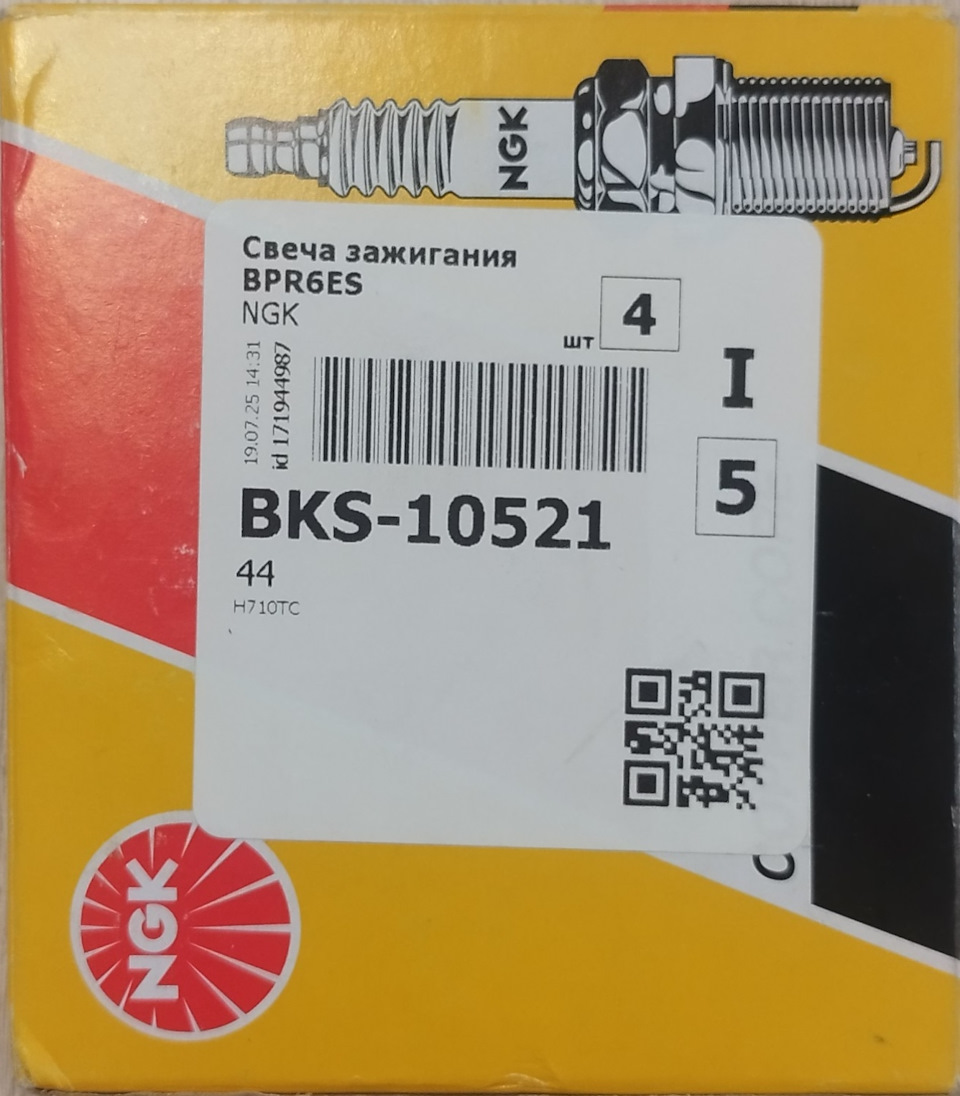 NGK
Свеча зажигания
BPR6ES
NGK
шт 4
19.07.25 14:31
id 171944987
I
5
BKS-10521
44
H710TC
NGK